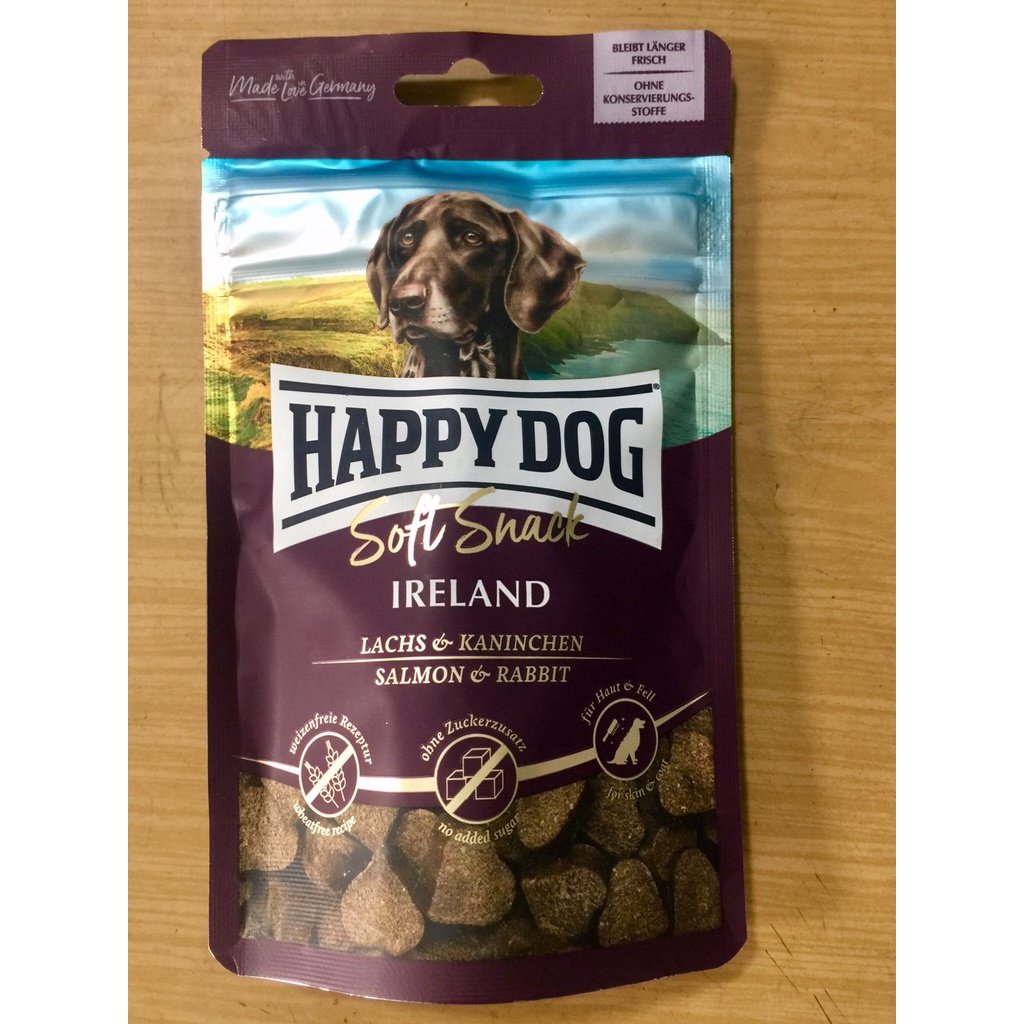 Made with Love in Germany
BLEIBT LÄNGER
FRISCH
OHNE
KONSERVIERUNGS-
STOFFE
HAPPY DOG®
Soft Snack
IRELAND
LACHS & KANINCHEN
SALMON & RABBIT
weizenfreie Rezeptur
wheatfree recipe
ohne Zuckerzusatz
no added sugar
für Haut & Fell
for skin & coat